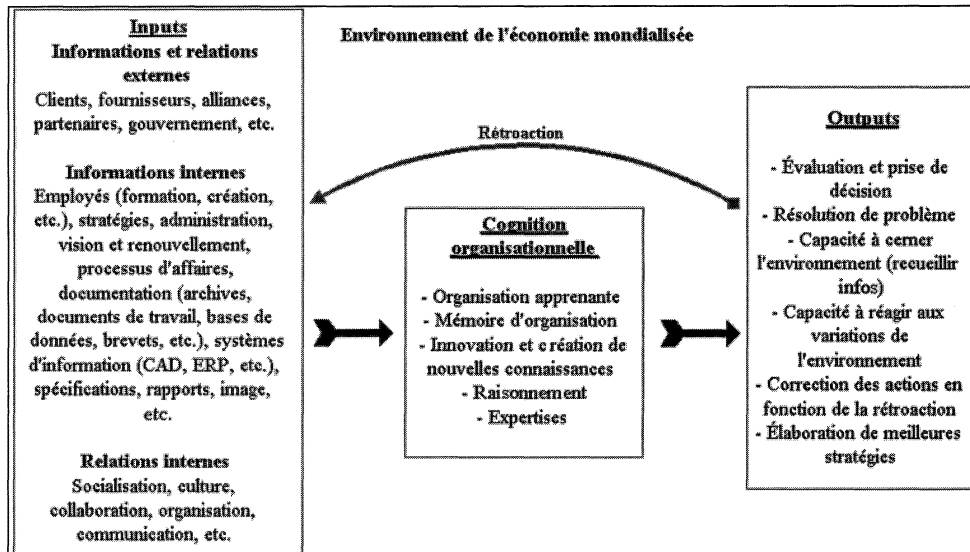 Inputs
Informations et relations
externes
Clients, fournisseurs, alliances,
partenaires, gouvernement, etc.
Informations internes
Employés (formation, création,
etc.), stratégies, administration,
vision et renouvellement,
processus d'affaires,
documentation (archives,
documents de travail, bases de
données, brevets, etc.), systèmes
d'information (CAD, ERP, etc.),
spécifications, rapports, image,
etc.
Relations internes
Socialisation, culture,
collaboration, organisation,
communication, etc.
Environnement de l'économie mondialisée
Rétroaction
Cognition
organisationnelle
- Organisation apprenante
- Mémoire d'organisation
- Innovation et création de
nouvelles connaissances
- Raisonnement
- Expertises
Outputs
- Évaluation et prise de
décision
- Résolution de problème
- Capacité à cerner
l'environnement (recueillir
infos)
- Capacité à réagir aux
variations de
l'environnement
- Correction des actions en
fonction de la rétroaction
- Élaboration de meilleures
stratégies